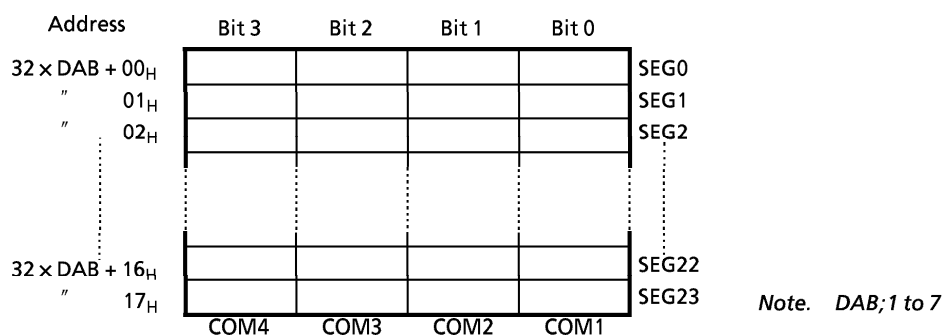 Address Bit 3 Bit 2 Bit 1 Bit 0
32 × DAB + 00H SEG0
" 01H SEG1
" 02H SEG2
32 × DAB + 16H SEG22
" 17H SEG23
COM4 COM3 COM2 COM1
Note. DAB; 1 to 7